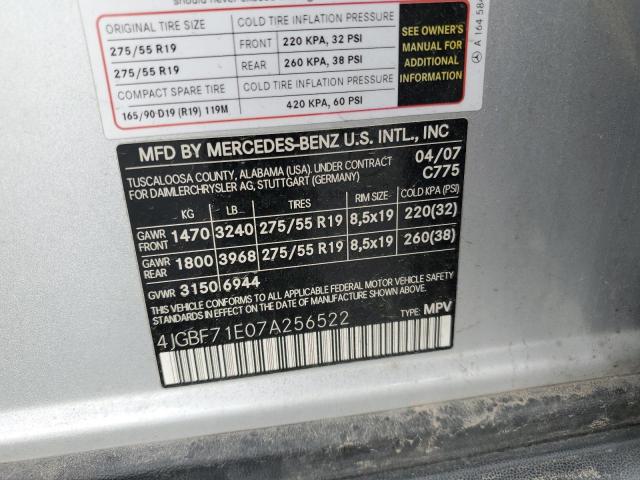 should never exceed
ORIGINAL TIRE SIZE COLD TIRE INFLATION PRESSURE
275/55 R19 FRONT 220 KPA, 32 PSI
275/55 R19 REAR 260 KPA, 38 PSI
COMPACT SPARE TIRE COLD TIRE INFLATION PRESSURE
165/90 D19 (R19) 119M 420 KPA, 60 PSI
SEE OWNER'S
MANUAL FOR
ADDITIONAL
INFORMATION
A 164 584
MFD BY MERCEDES-BENZ U.S. INTL., INC
TUSCALOOSA COUNTY, ALABAMA (USA). UNDER CONTRACT 04/07
FOR DAIMLERCHRYSLER AG, STUTTGART (GERMANY) C775
KG LB TIRES RIM SIZE COLD KPA (PSI)
GAWR FRONT 1470 3240 275/55 R19 8,5x19 220(32)
GAWR REAR 1800 3968 275/55 R19 8,5x19 260(38)
GVWR 3150 6944
THIS VEHICLE CONFORMS TO ALL APPLICABLE FEDERAL MOTOR VEHICLE SAFETY
STANDARDS IN EFFECT ON THE DATE OF MANUFACTURE SHOWN ABOVE.
4JGBF71E07A256522 TYPE: MPV